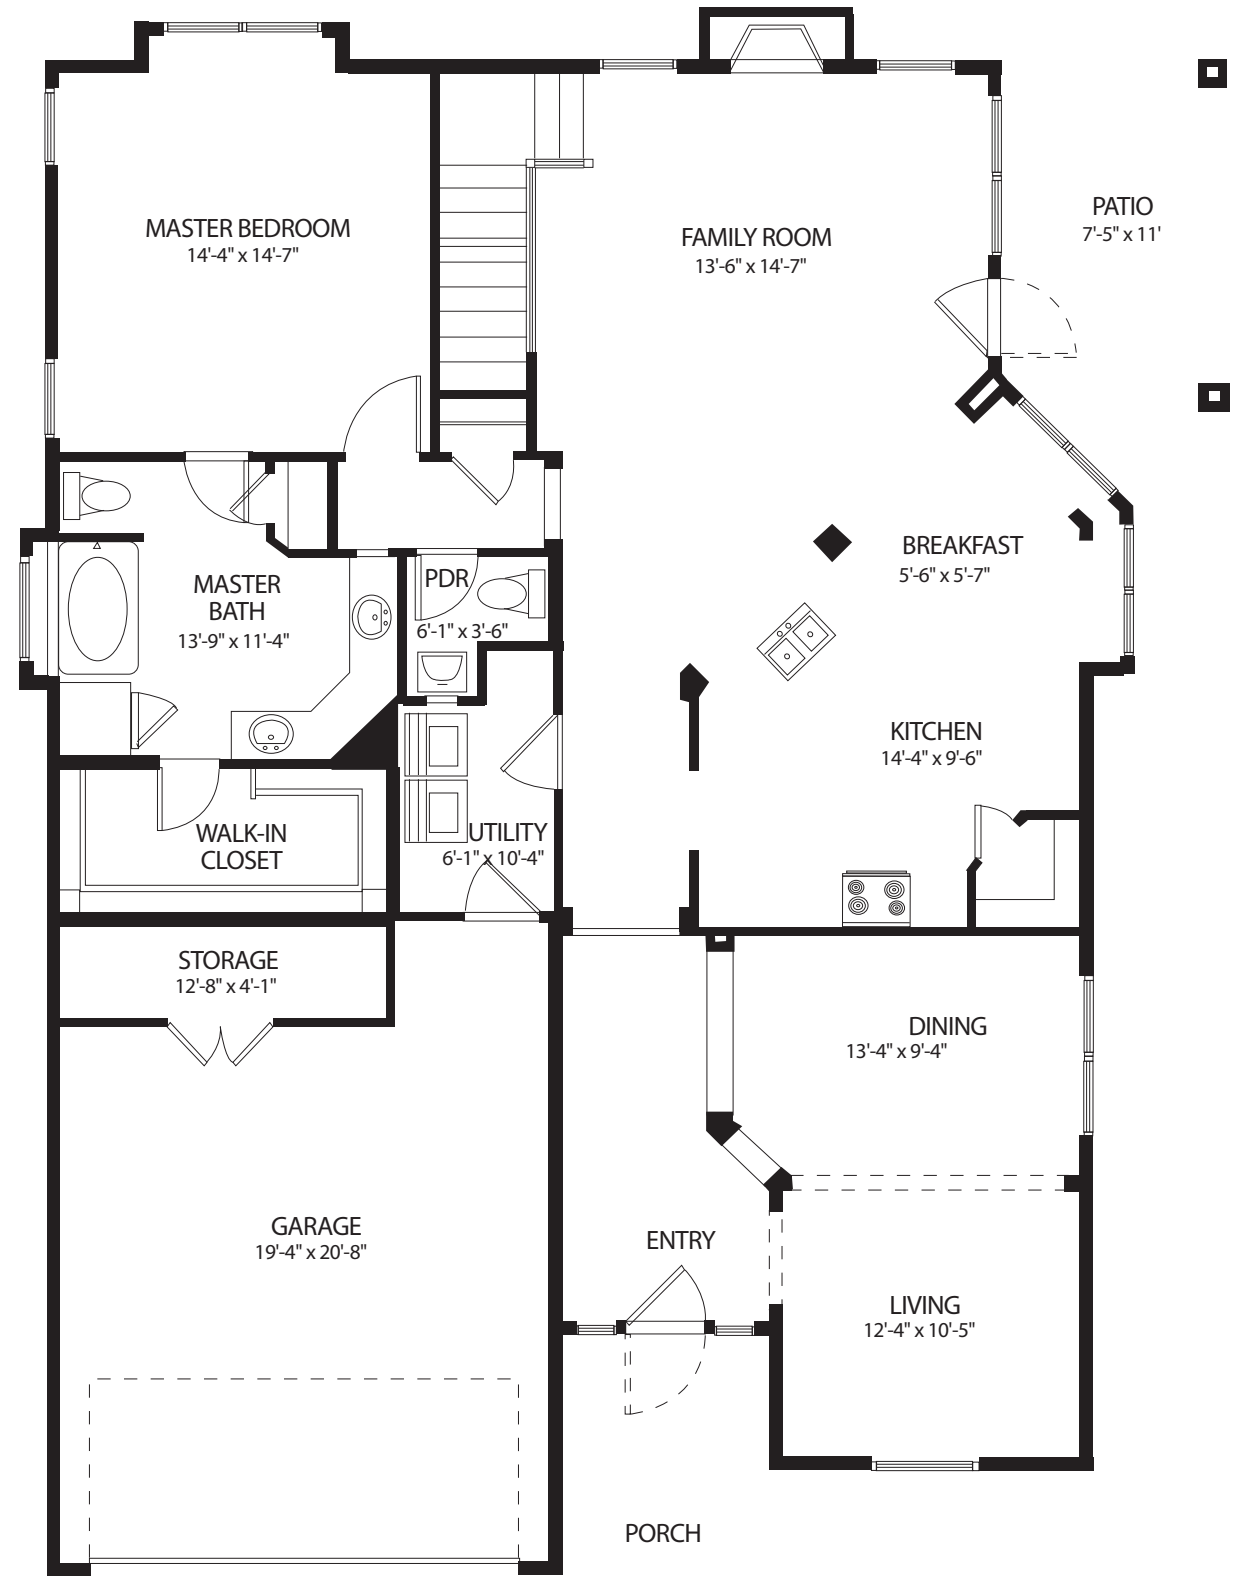 PATIO
7'-5" x 11'
MASTER BEDROOM
14'-4" x 14'-7"
FAMILY ROOM
13'-6" x 14'-7"
BREAKFAST
5'-6" x 5'-7"
MASTER
BATH
13'-9" x 11'-4"
PDR
6'-1" x 3'-6"
KITCHEN
14'-4" x 9'-6"
WALK-IN
CLOSET
UTILITY
6'-1" x 10'-4"
STORAGE
12'-8" x 4'-1"
DINING
13'-4" x 9'-4"
GARAGE
19'-4" x 20'-8"
ENTRY
LIVING
12'-4" x 10'-5"
PORCH